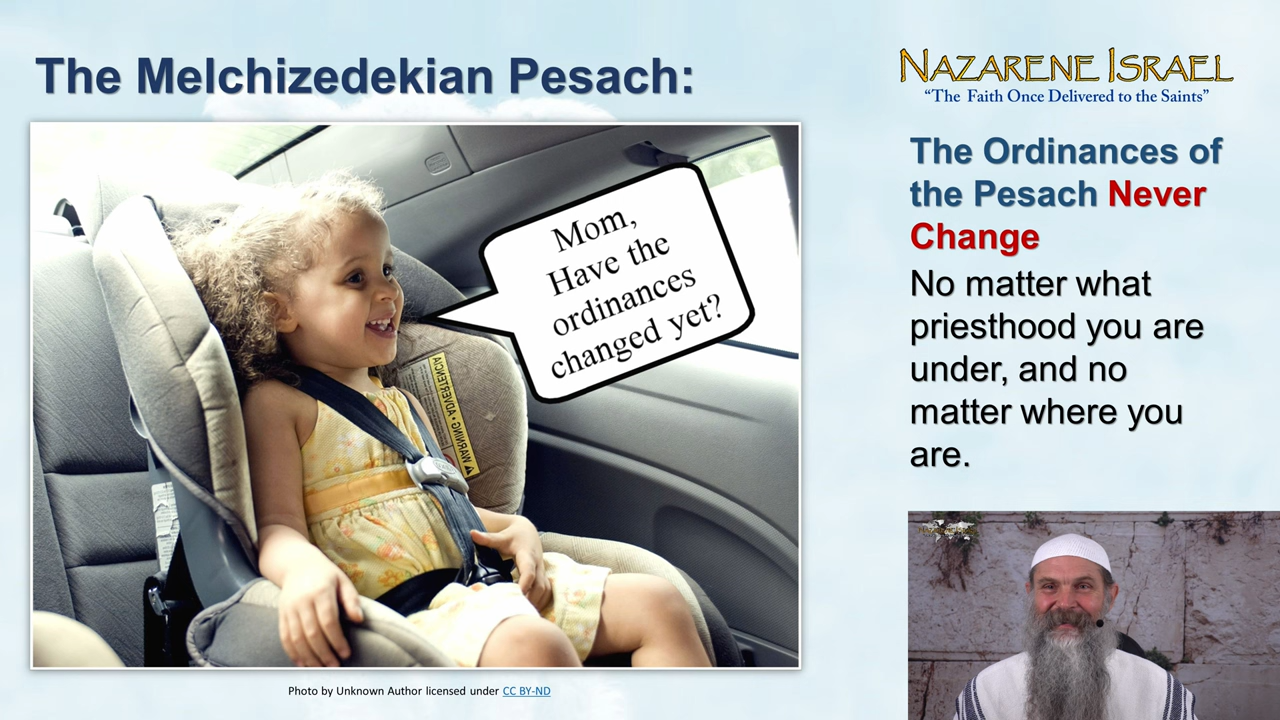 The Melchizedekian Pesach:
NAZARENE ISRAEL
“The Faith Once Delivered to the Saints”
The Ordinances of
the Pesach Never
Change
No matter what
priesthood you are
under, and no
matter where you
are.
Mom,
Have the
ordinances
changed yet?
ADVERTENCIA • WARNING
Photo by Unknown Author licensed under CC BY-ND